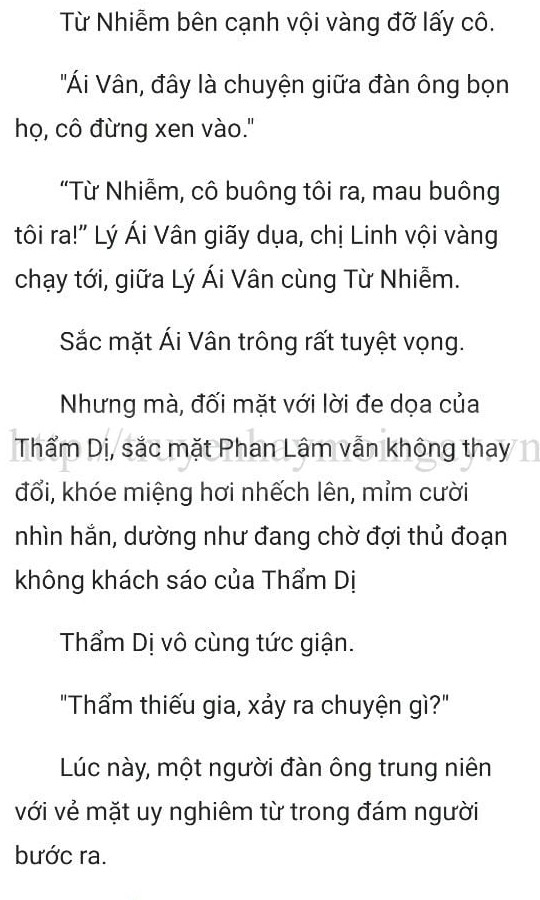 Từ Nhiễm bên cạnh vội vàng đỡ lấy cô.
"Ái Vân, đây là chuyện giữa đàn ông bọn
họ, cô đừng xen vào."
“Từ Nhiễm, cô buông tôi ra, mau buông
tôi ra!” Lý Ái Vân giãy dụa, chị Linh vội vàng
chạy tới, giữa Lý Ái Vân cùng Từ Nhiễm.
Sắc mặt Ái Vân trông rất tuyệt vọng.
Nhưng mà, đối mặt với lời đe dọa của
Thẩm Dị, sắc mặt Phan Lâm vẫn không thay
http://truyenhaymoingay.vn
đổi, khóe miệng hơi nhếch lên, mỉm cười
nhìn hắn, dường như đang chờ đợi thủ đoạn
không khách sáo của Thẩm Dị
Thẩm Dị vô cùng tức giận.
"Thẩm thiếu gia, xảy ra chuyện gì?"
Lúc này, một người đàn ông trung niên
với vẻ mặt uy nghiêm từ trong đám người
bước ra.